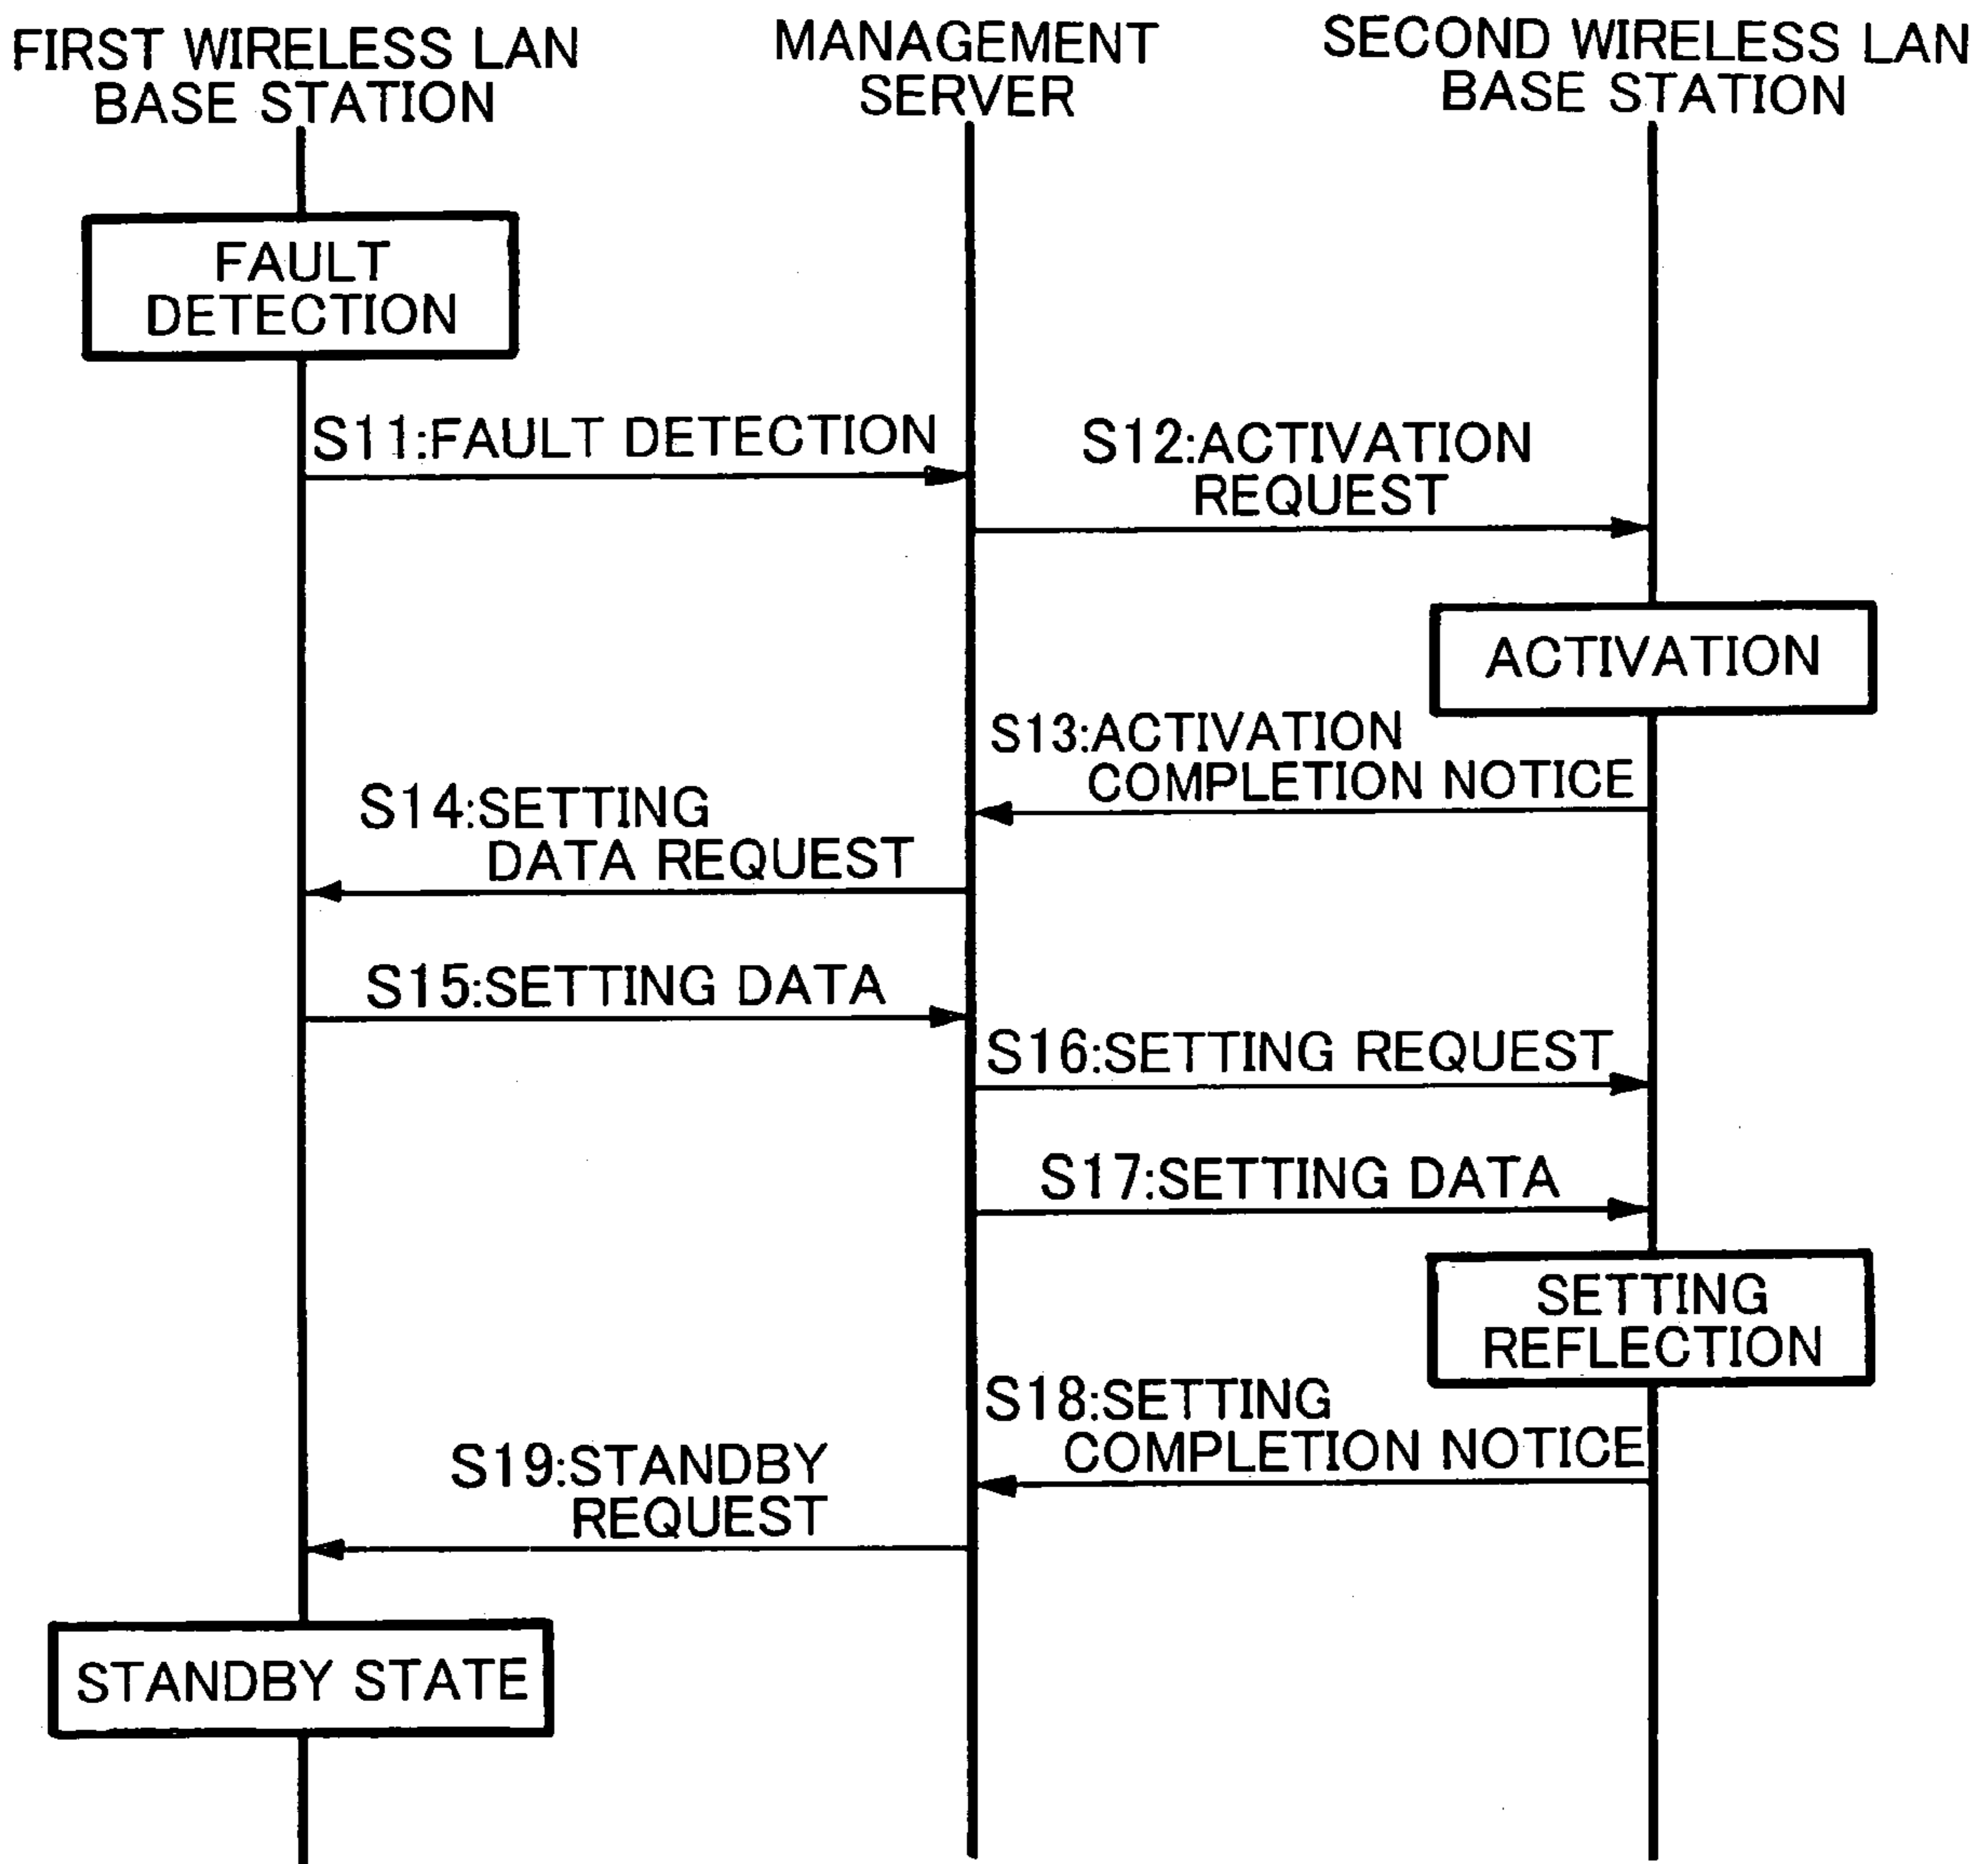 FIRST WIRELESS LAN
BASE STATION
MANAGEMENT
SERVER
SECOND WIRELESS LAN
BASE STATION
FAULT
DETECTION
S11:FAULT DETECTION
S12:ACTIVATION
REQUEST
ACTIVATION
S13:ACTIVATION
COMPLETION NOTICE
S14:SETTING
DATA REQUEST
S15:SETTING DATA
S16:SETTING REQUEST
S17:SETTING DATA
SETTING
REFLECTION
S18:SETTING
COMPLETION NOTICE
S19:STANDBY
REQUEST
STANDBY STATE